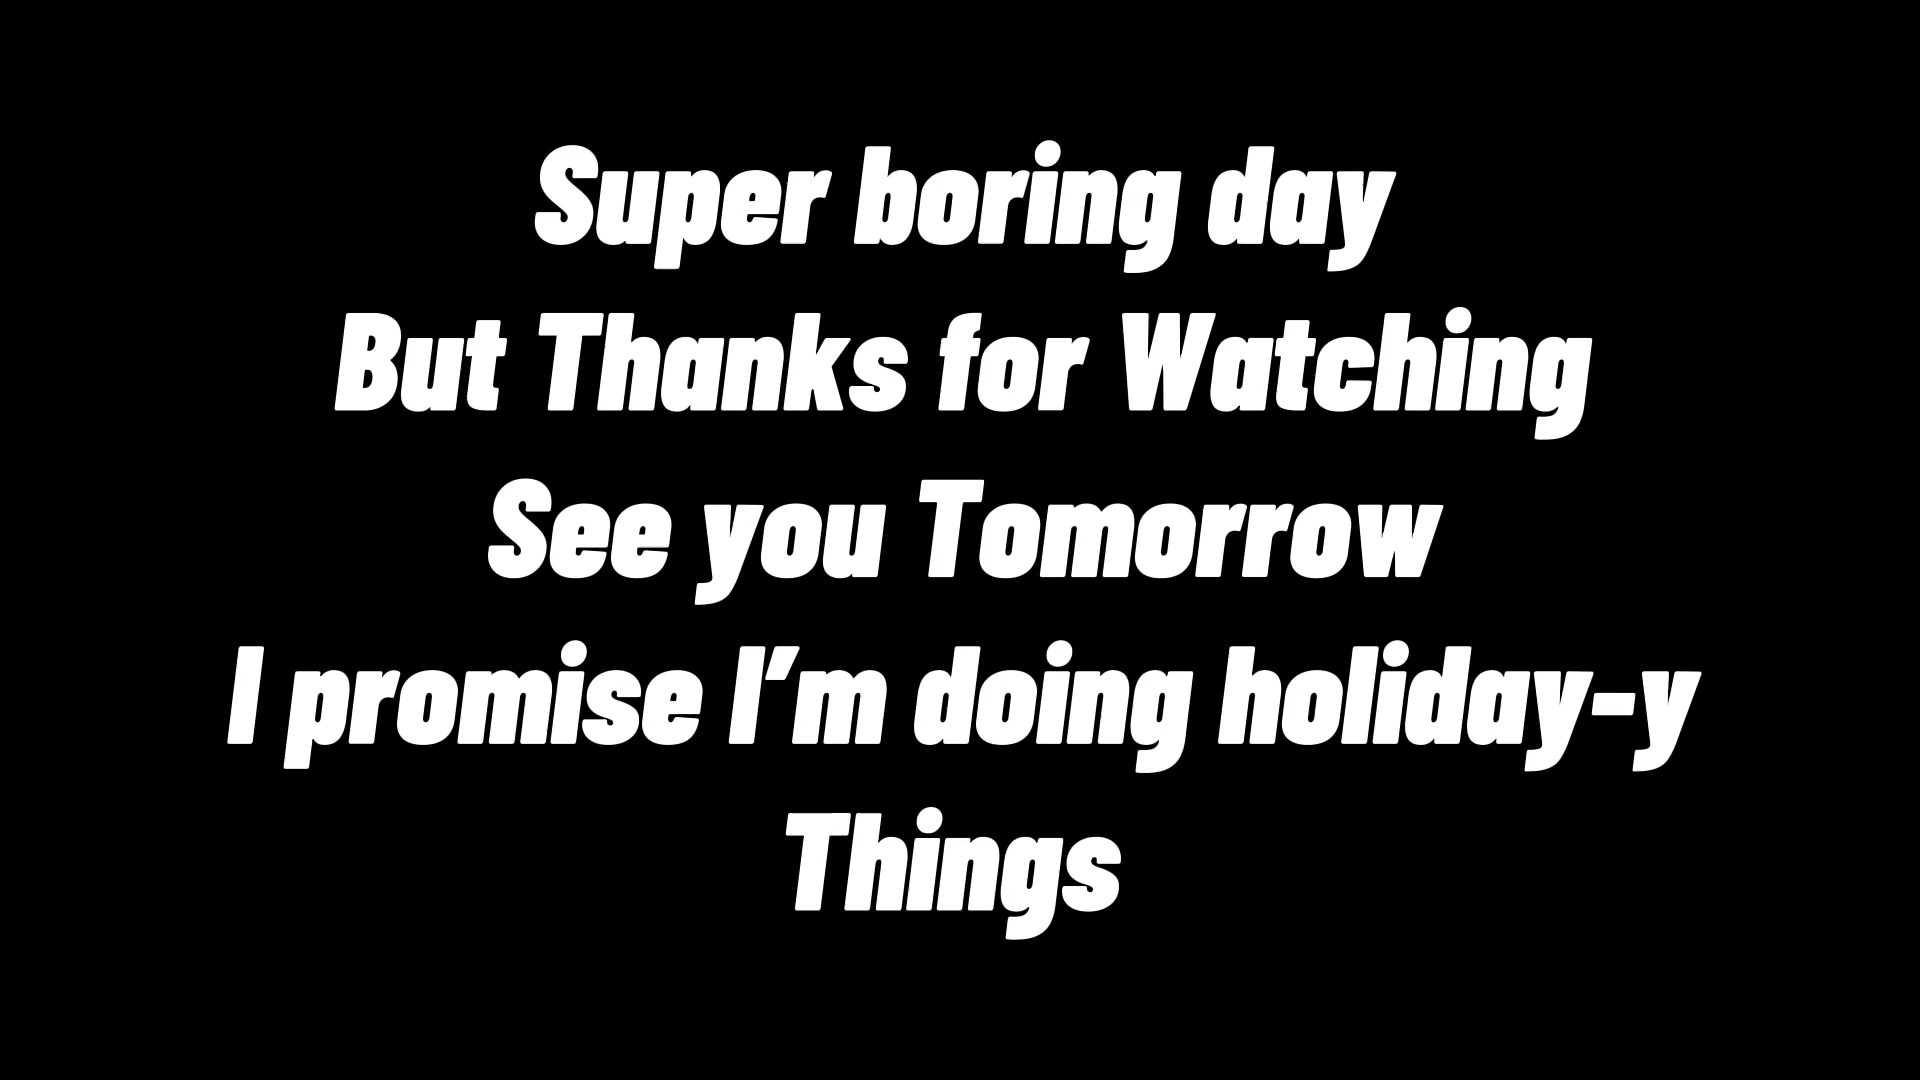 Super boring day
But Thanks for Watching
See you Tomorrow
I promise I’m doing holiday-y
Things